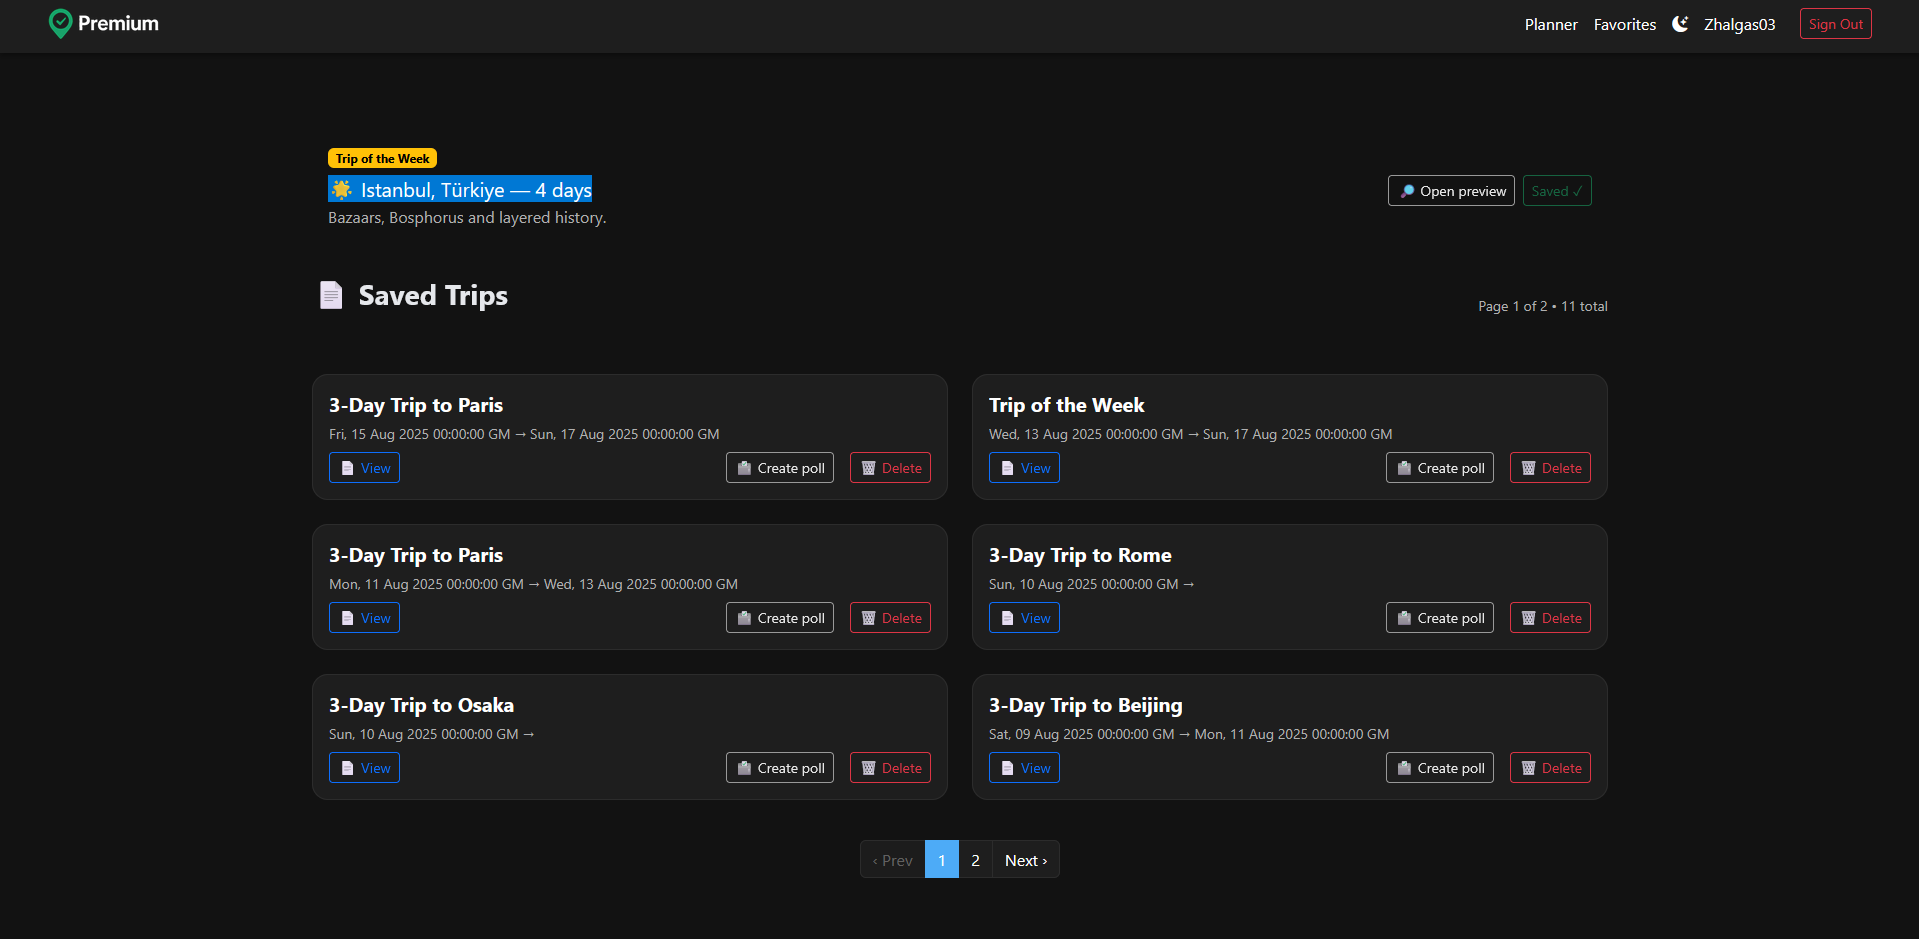 Premium
Planner Favorites Zhalgas03 Sign Out
Trip of the Week
Istanbul, Türkiye — 4 days
Open preview Saved ✓
Bazaars, Bosphorus and layered history.
Saved Trips
Page 1 of 2 • 11 total
3-Day Trip to Paris
Fri, 15 Aug 2025 00:00:00 GM → Sun, 17 Aug 2025 00:00:00 GM
View Create poll Delete
Trip of the Week
Wed, 13 Aug 2025 00:00:00 GM → Sun, 17 Aug 2025 00:00:00 GM
View Create poll Delete
3-Day Trip to Paris
Mon, 11 Aug 2025 00:00:00 GM → Wed, 13 Aug 2025 00:00:00 GM
View Create poll Delete
3-Day Trip to Rome
Sun, 10 Aug 2025 00:00:00 GM →
View Create poll Delete
3-Day Trip to Osaka
Sun, 10 Aug 2025 00:00:00 GM →
View Create poll Delete
3-Day Trip to Beijing
Sat, 09 Aug 2025 00:00:00 GM → Mon, 11 Aug 2025 00:00:00 GM
View Create poll Delete
‹ Prev 1 2 Next ›